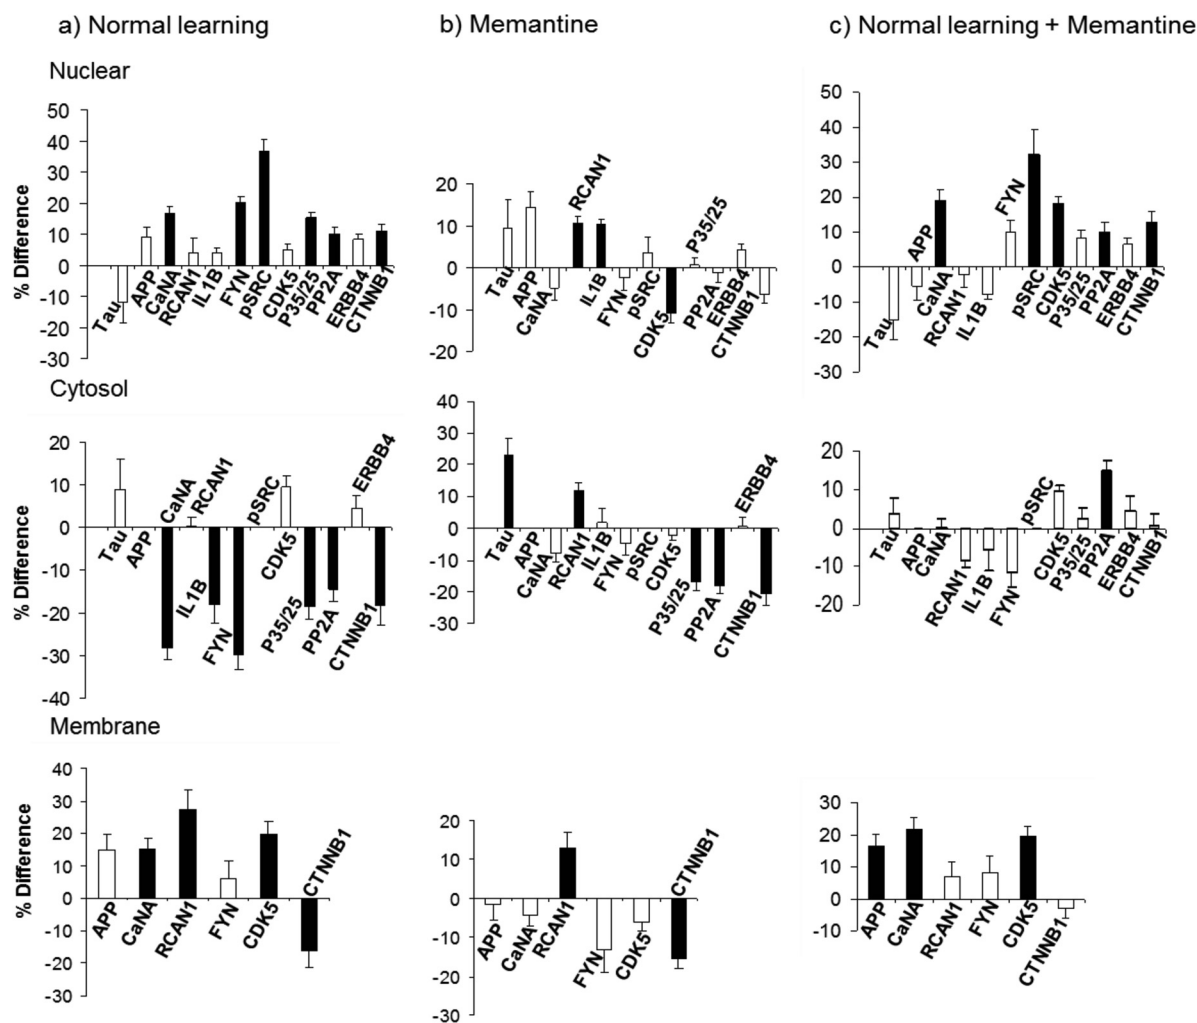 a) Normal learning
b) Memantine
c) Normal learning + Memantine
Nuclear
% Difference
50
40
30
20
10
0
-10
-20
-30
Tau
APP
CaNA
RCAN1
IL1B
FYN
pSRC
CDK5
P35/25
PP2A
ERBB4
CTNNB1
20
10
0
-10
-20
Tau
APP
CaNA
RCAN1
IL1B
FYN
pSRC
CDK5
P35/25
PP2A
ERBB4
CTNNB1
50
40
30
20
10
0
-10
-20
-30
Tau
APP
CaNA
RCAN1
IL1B
FYN
pSRC
CDK5
P35/25
PP2A
ERBB4
CTNNB1
Cytosol
% Difference
20
10
0
-10
-20
-30
-40
Tau
APP
CaNA
RCAN1
IL1B
FYN
pSRC
CDK5
P35/25
PP2A
ERBB4
CTNNB1
40
30
20
10
0
-10
-20
-30
Tau
APP
CaNA
RCAN1
IL1B
FYN
pSRC
CDK5
P35/25
PP2A
ERBB4
CTNNB1
20
10
0
-10
-20
Tau
APP
CaNA
RCAN1
IL1B
FYN
pSRC
CDK5
P35/25
PP2A
ERBB4
CTNNB1
Membrane
% Difference
40
30
20
10
0
-10
-20
-30
APP
CaNA
RCAN1
FYN
CDK5
CTNNB1
20
10
0
-10
-20
-30
APP
CaNA
RCAN1
FYN
CDK5
CTNNB1
30
20
10
0
-10
APP
CaNA
RCAN1
FYN
CDK5
CTNNB1